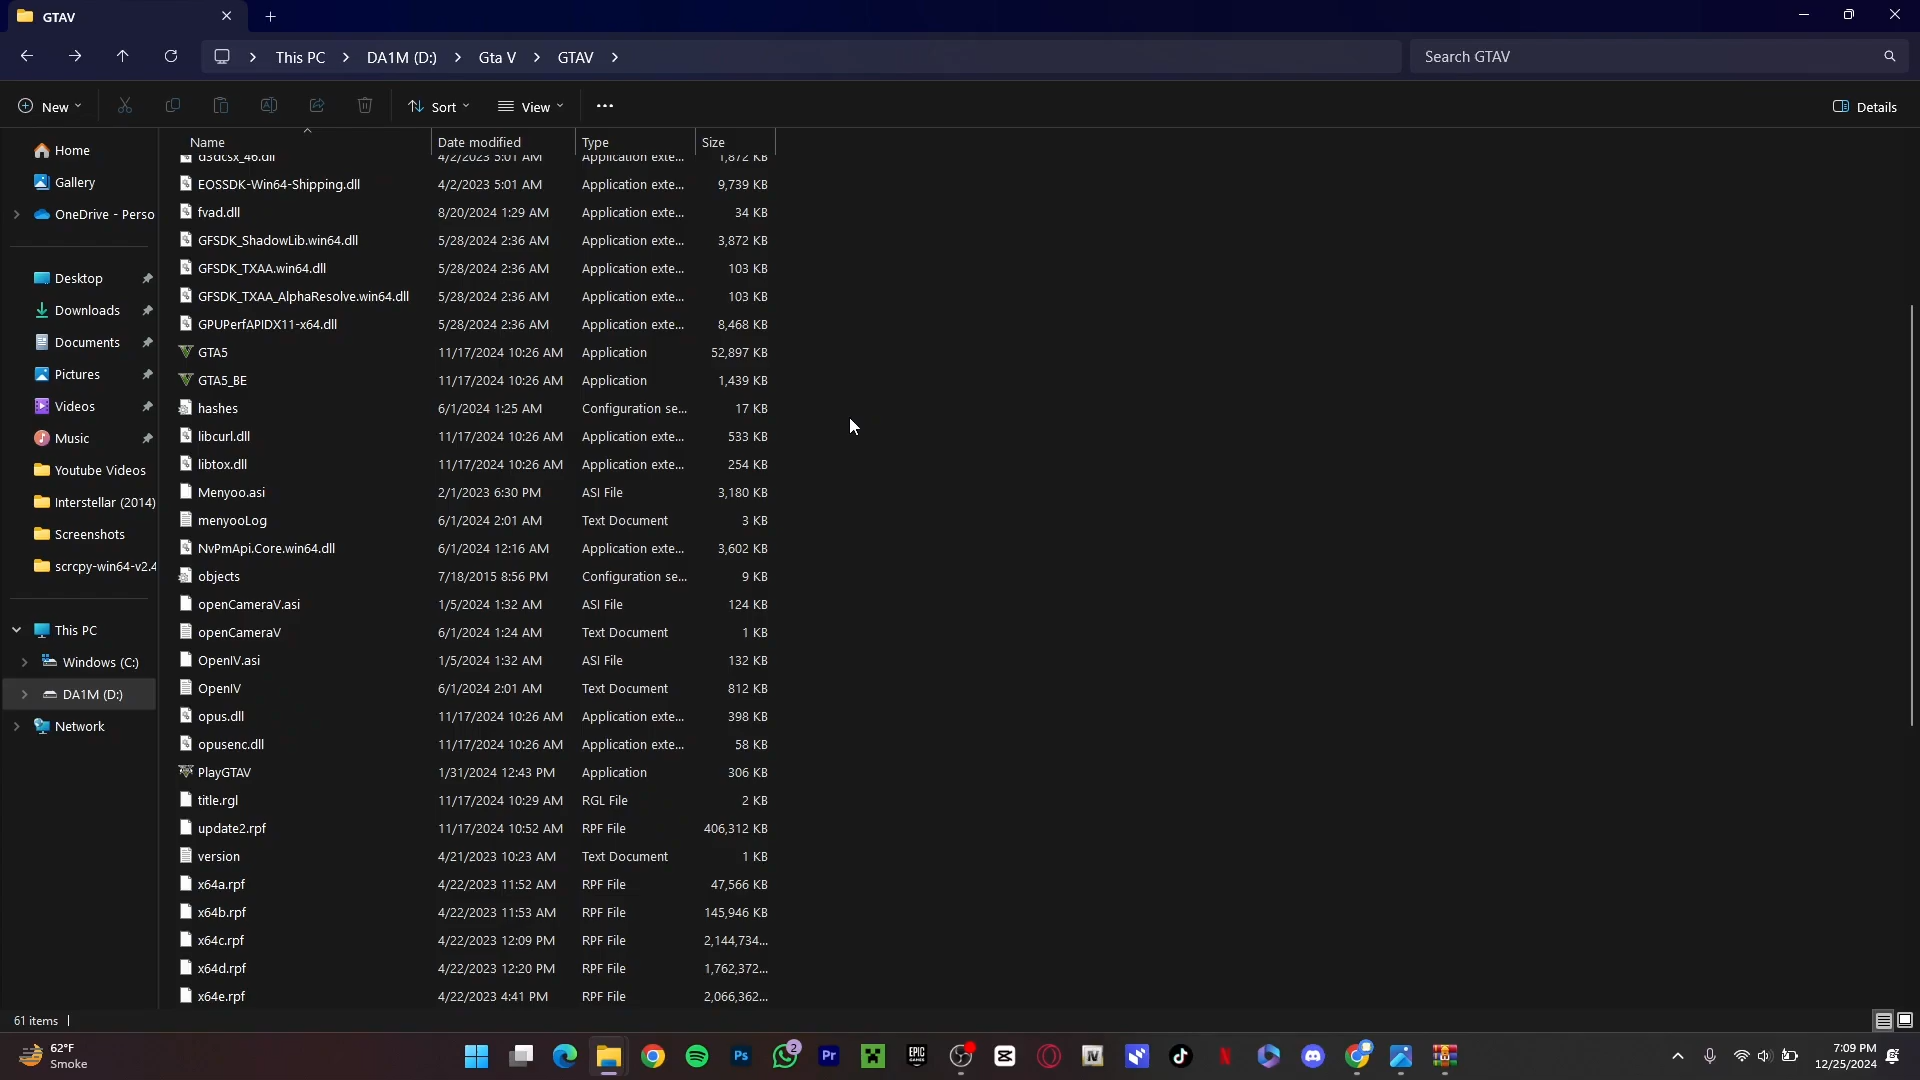 GTAV
This PC > DA1M (D:) > Gta V > GTAV >
Search GTAV
New
Sort
View
Details
Home
Gallery
OneDrive - Perso
Desktop
Downloads
Documents
Pictures
Videos
Music
Youtube Videos
Interstellar (2014)
Screenshots
scrcpy-win64-v2.4
This PC
Windows (C:)
DA1M (D:)
Network
Name Date modified Type Size
d3dcsx_46.dll 4/2/2023 5:01 AM Application exte... 1,872 KB
EOSSDK-Win64-Shipping.dll 4/2/2023 5:01 AM Application exte... 9,739 KB
fvad.dll 8/20/2024 1:29 AM Application exte... 34 KB
GFSDK_ShadowLib.win64.dll 5/28/2024 2:36 AM Application exte... 3,872 KB
GFSDK_TXAA.win64.dll 5/28/2024 2:36 AM Application exte... 103 KB
GFSDK_TXAA_AlphaResolve.win64.dll 5/28/2024 2:36 AM Application exte... 103 KB
GPUPerfAPIDX11-x64.dll 5/28/2024 2:36 AM Application exte... 8,468 KB
GTA5 11/17/2024 10:26 AM Application 52,897 KB
GTA5_BE 11/17/2024 10:26 AM Application 1,439 KB
hashes 6/1/2024 1:25 AM Configuration se... 17 KB
libcurl.dll 11/17/2024 10:26 AM Application exte... 533 KB
libtox.dll 11/17/2024 10:26 AM Application exte... 254 KB
Menyoo.asi 2/1/2023 6:30 PM ASI File 3,180 KB
menyooLog 6/1/2024 2:01 AM Text Document 3 KB
NvPmApi.Core.win64.dll 6/1/2024 12:16 AM Application exte... 3,602 KB
objects 7/18/2015 8:56 PM Configuration se... 9 KB
openCameraV.asi 1/5/2024 1:32 AM ASI File 124 KB
openCameraV 6/1/2024 1:24 AM Text Document 1 KB
OpenIV.asi 1/5/2024 1:32 AM ASI File 132 KB
OpenIV 6/1/2024 2:01 AM Text Document 812 KB
opus.dll 11/17/2024 10:26 AM Application exte... 398 KB
opusenc.dll 11/17/2024 10:26 AM Application exte... 58 KB
PlayGTAV 1/31/2024 12:43 PM Application 306 KB
title.rgl 11/17/2024 10:29 AM RGL File 2 KB
update2.rpf 11/17/2024 10:52 AM RPF File 406,312 KB
version 4/21/2023 10:23 AM Text Document 1 KB
x64a.rpf 4/22/2023 11:52 AM RPF File 47,566 KB
x64b.rpf 4/22/2023 11:53 AM RPF File 145,946 KB
x64c.rpf 4/22/2023 12:09 PM RPF File 2,144,734...
x64d.rpf 4/22/2023 12:20 PM RPF File 1,762,372...
x64e.rpf 4/22/2023 4:41 PM RPF File 2,066,362...
61 items
62°F
Smoke
Ps
2
Pr
EPIC
GAMES
IV
7:09 PM
12/25/2024